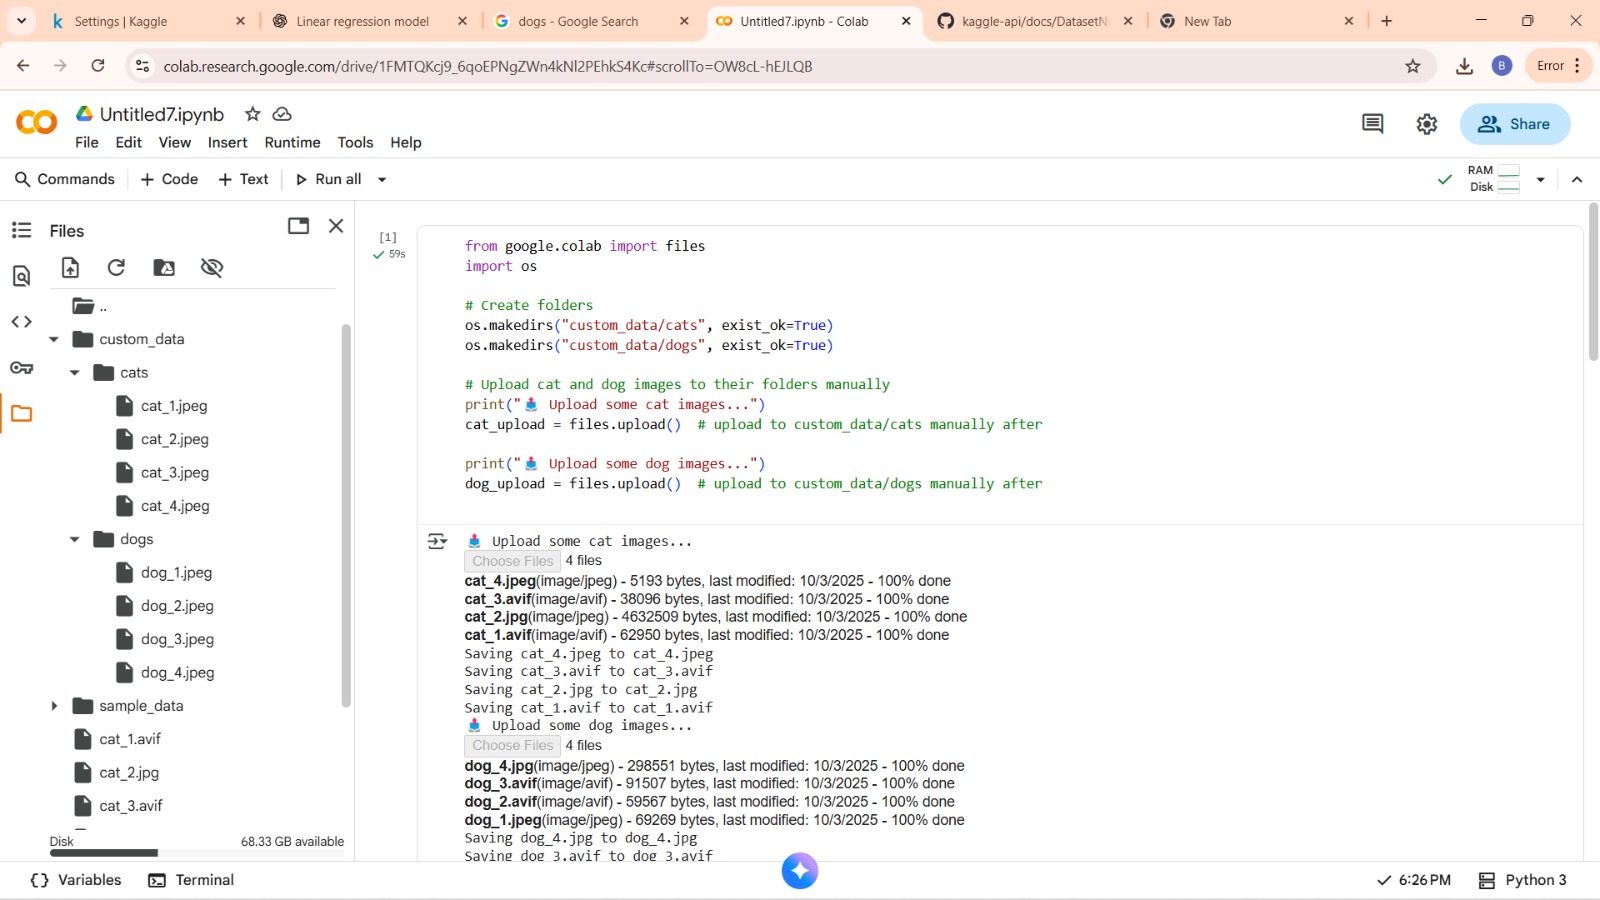 Settings | Kaggle
Linear regression model
dogs - Google Search
Untitled7.ipynb - Colab
kaggle-api/docs/DatasetN
New Tab
colab.research.google.com/drive/1FMTQKcj9_6qoEPNgZWn4kNl2PEhkS4Kc#scrollTo=OW8cL-hEJLQB
B
Error
Untitled7.ipynb
File Edit View Insert Runtime Tools Help
Share
Commands + Code + Text Run all
RAM
Disk
Files
..
custom_data
cats
cat_1.jpeg
cat_2.jpeg
cat_3.jpeg
cat_4.jpeg
dogs
dog_1.jpeg
dog_2.jpeg
dog_3.jpeg
dog_4.jpeg
sample_data
cat_1.avif
cat_2.jpg
cat_3.avif
Disk 68.33 GB available
[1]
59s
from google.colab import files
import os
# Create folders
os.makedirs("custom_data/cats", exist_ok=True)
os.makedirs("custom_data/dogs", exist_ok=True)
# Upload cat and dog images to their folders manually
print("📤 Upload some cat images...")
cat_upload = files.upload()  # upload to custom_data/cats manually after
print("📤 Upload some dog images...")
dog_upload = files.upload()  # upload to custom_data/dogs manually after
📤 Upload some cat images...
Choose Files 4 files
cat_4.jpeg(image/jpeg) - 5193 bytes, last modified: 10/3/2025 - 100% done
cat_3.avif(image/avif) - 38096 bytes, last modified: 10/3/2025 - 100% done
cat_2.jpg(image/jpeg) - 4632509 bytes, last modified: 10/3/2025 - 100% done
cat_1.avif(image/avif) - 62950 bytes, last modified: 10/3/2025 - 100% done
Saving cat_4.jpeg to cat_4.jpeg
Saving cat_3.avif to cat_3.avif
Saving cat_2.jpg to cat_2.jpg
Saving cat_1.avif to cat_1.avif
📤 Upload some dog images...
Choose Files 4 files
dog_4.jpg(image/jpeg) - 298551 bytes, last modified: 10/3/2025 - 100% done
dog_3.avif(image/avif) - 91507 bytes, last modified: 10/3/2025 - 100% done
dog_2.avif(image/avif) - 59567 bytes, last modified: 10/3/2025 - 100% done
dog_1.jpeg(image/jpeg) - 69269 bytes, last modified: 10/3/2025 - 100% done
Saving dog_4.jpg to dog_4.jpg
Saving dog_3.avif to dog_3.avif
Variables
Terminal
6:26 PM
Python 3